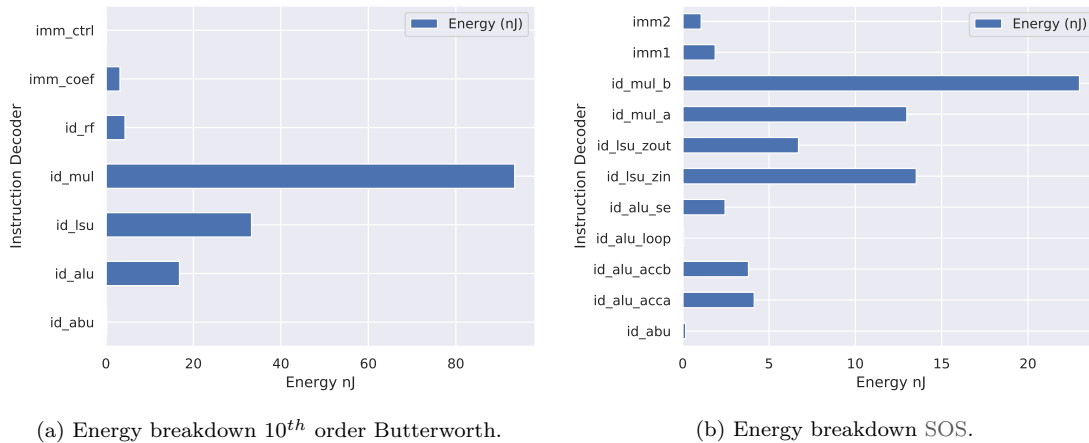 imm_ctrl
imm_coef
id_rf
id_mul
id_lsu
id_alu
id_abu
Instruction Decoder
Energy (nJ)
0 20 40 60 80
Energy nJ
(a) Energy breakdown 10th order Butterworth.
imm2
imm1
id_mul_b
id_mul_a
id_lsu_zout
id_lsu_zin
id_alu_se
id_alu_loop
id_alu_accb
id_alu_acca
id_abu
Instruction Decoder
Energy (nJ)
0 5 10 15 20
Energy nJ
(b) Energy breakdown SOS.